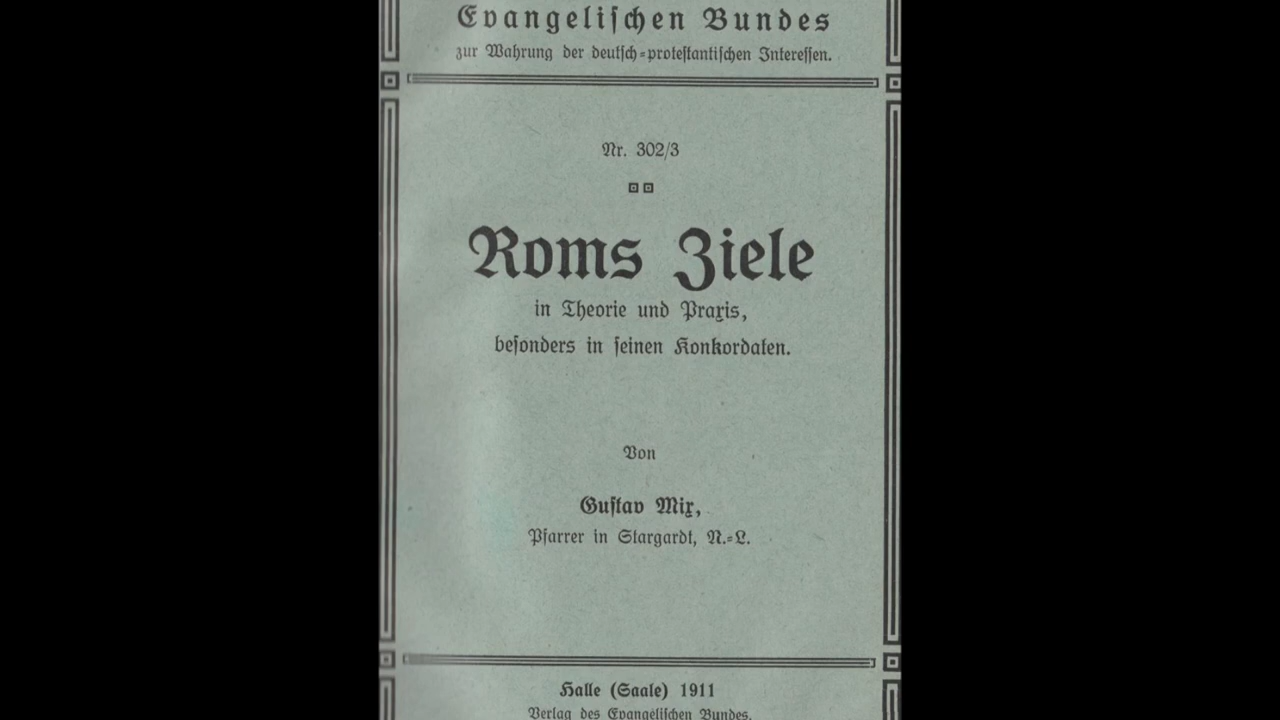 Evangelischen Bundes
zur Wahrung der deutsch-protestantischen Interessen.
Nr. 302/3
Roms Ziele
in Theorie und Praxis,
besonders in seinen Konkordaten.
Von
Gustav Mix,
Pfarrer in Stargardt, N.-L.
Halle (Saale) 1911
Verlag des Evangelischen Bundes.